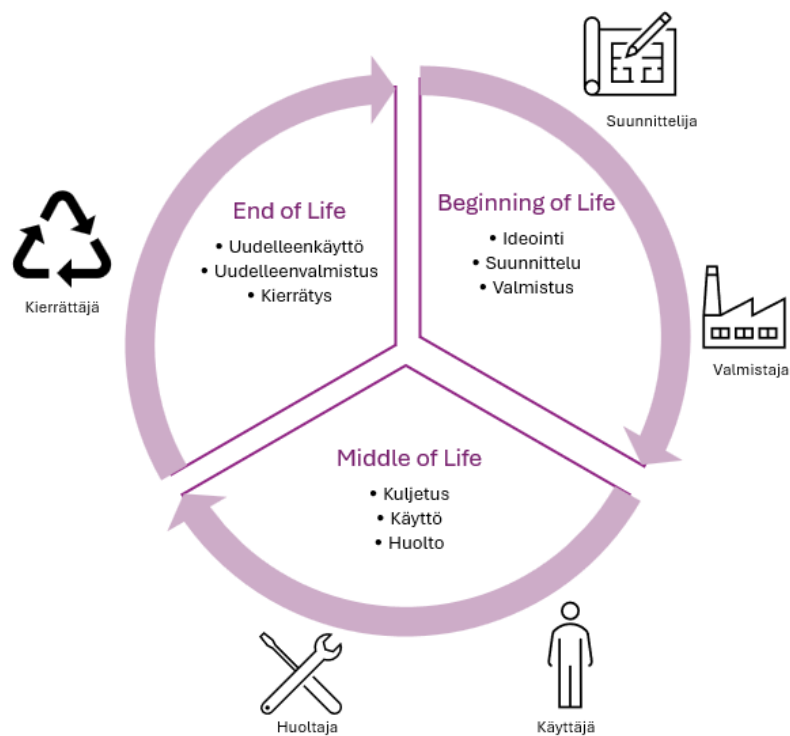 Suunnittelija
End of Life
• Uudelleenkäyttö
• Uudelleenvalmistus
• Kierrätys
Beginning of Life
• Ideointi
• Suunnittelu
• Valmistus
Kierrättäjä
Valmistaja
Middle of Life
• Kuljetus
• Käyttö
• Huolto
Huoltaja
Käyttäjä